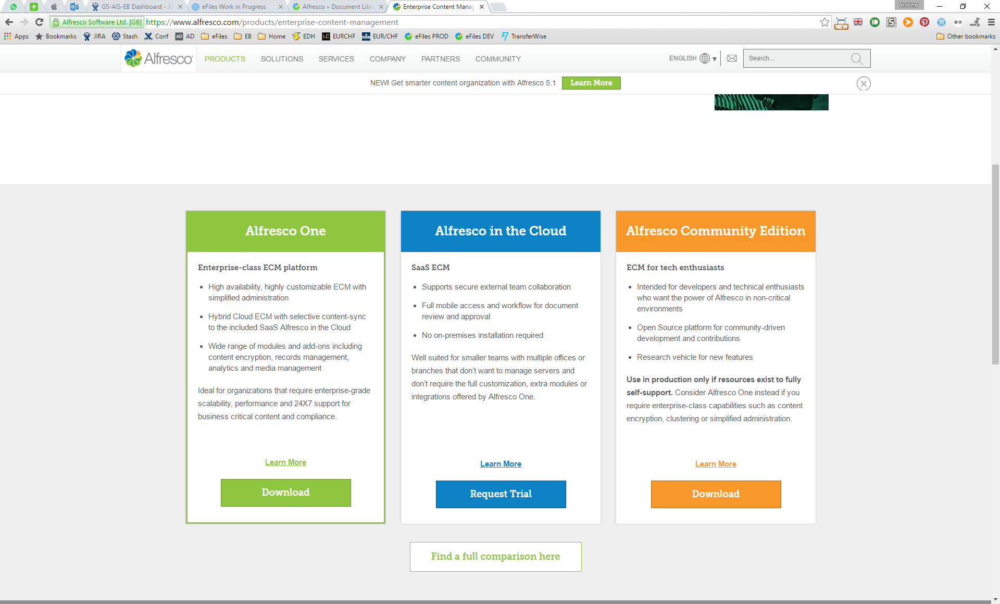 GS-AIS-EB Dashboard - Jir
eFiles Work in Progress
Alfresco » Document Libra
Enterprise Content Manag
Andrew
Alfresco Software Ltd. [GB] https://www.alfresco.com/products/enterprise-content-management
NEW
Apps Bookmarks JIRA Stash Conf AD AD eFiles EB Home EDH LC EURCHF EUR/CHF eFiles PROD eFiles DEV TransferWise Other bookmarks
Alfresco PRODUCTS SOLUTIONS SERVICES COMPANY PARTNERS COMMUNITY ENGLISH Search...
NEW! Get smarter content organization with Alfresco 5.1 Learn More
Alfresco One
Enterprise-class ECM platform
• High availability, highly customizable ECM with
simplified administration
• Hybrid Cloud ECM with selective content-sync
to the included SaaS Alfresco in the Cloud
• Wide range of modules and add-ons including
content encryption, records management,
analytics and media management
Ideal for organizations that require enterprise-grade
scalability, performance and 24X7 support for
business critical content and compliance.
Learn More
Download
Alfresco in the Cloud
SaaS ECM
• Supports secure external team collaboration
• Full mobile access and workflow for document
review and approval
• No on-premises installation required
Well suited for smaller teams with multiple offices or
branches that don’t want to manage servers and
don’t require the full customization, extra modules or
integrations offered by Alfresco One.
Learn More
Request Trial
Alfresco Community Edition
ECM for tech enthusiasts
• Intended for developers and technical enthusiasts
who want the power of Alfresco in non-critical
environments
• Open Source platform for community-driven
development and contributions
• Research vehicle for new features
Use in production only if resources exist to fully
self-support. Consider Alfresco One instead if you
require enterprise-class capabilities such as content
encryption, clustering or simplified administration.
Learn More
Download
Find a full comparison here